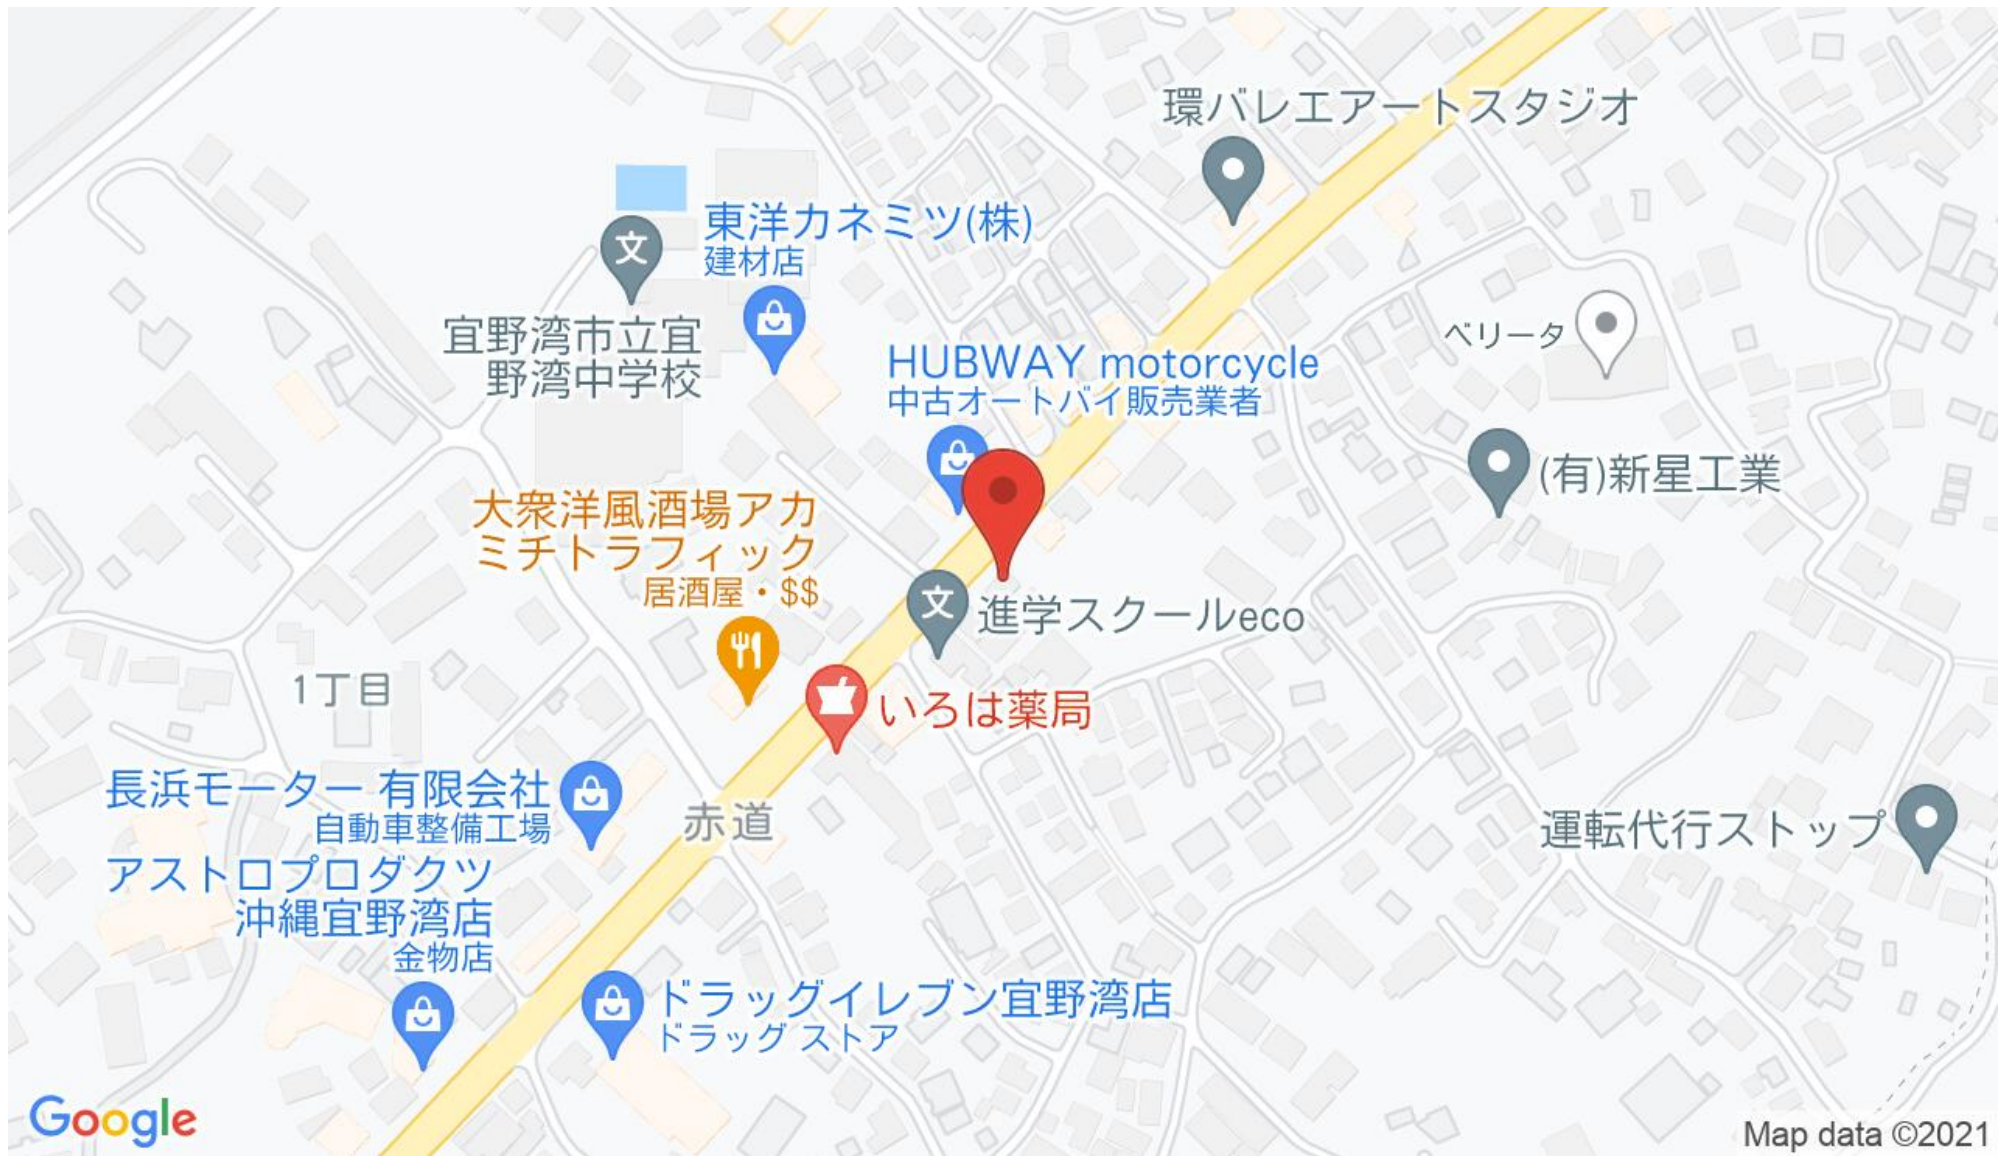 環バレエアートスタジオ
東洋カネミツ(株)
建材店
文
宜野湾市立宜
野湾中学校
ベリータ
HUBWAY motorcycle
中古オートバイ販売業者
(有)新星工業
大衆洋風酒場アカ
ミチトラフィック
居酒屋・$$
文
進学スクールeco
1丁目
いろは薬局
長浜モーター 有限会社
自動車整備工場
赤道
運転代行ストップ
アストロプロダクツ
沖縄宜野湾店
金物店
ドラッグイレブン宜野湾店
ドラッグ ストア
Google
Map data ©2021